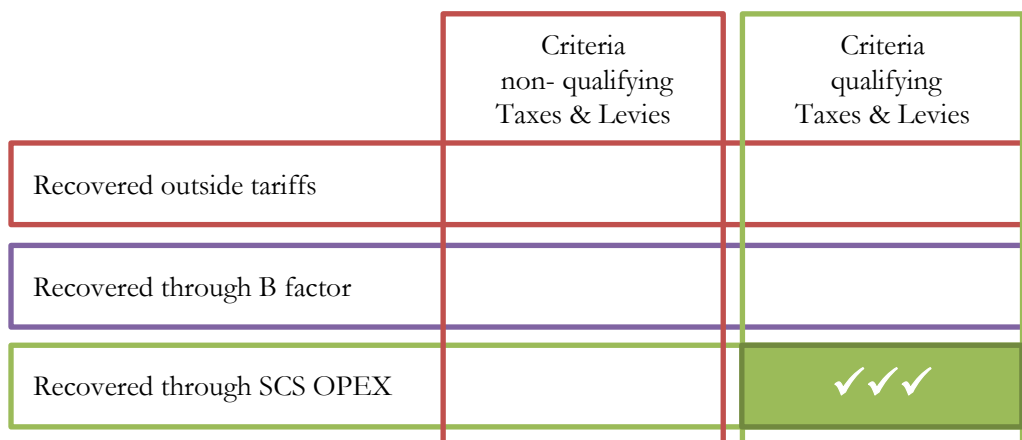 Criteria
non- qualifying
Taxes & Levies
Criteria
qualifying
Taxes & Levies
Recovered outside tariffs
Recovered through B factor
Recovered through SCS OPEX
✓✓✓